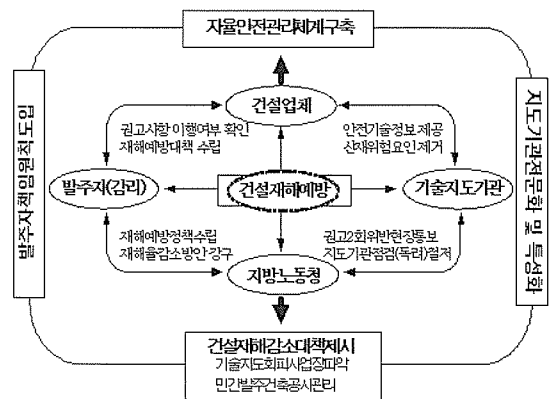 자율안전관리체계구축
발주자책임원칙도입
지도기관전문화 및 특성화
건설업체
권고사항 이행여부 확인
재해예방대책 수립
안전기술정보 제공
산재위험요인 제거
발주자(감리)
건설재해예방
기술지도기관
재해예방정책수립
재해율감소방안 강구
권고2회위반현장통보
지도기관점검(독려)철저
지방노동청
건설재해감소대책제시
기술지도회피사업장파악
민간발주건축공사관리